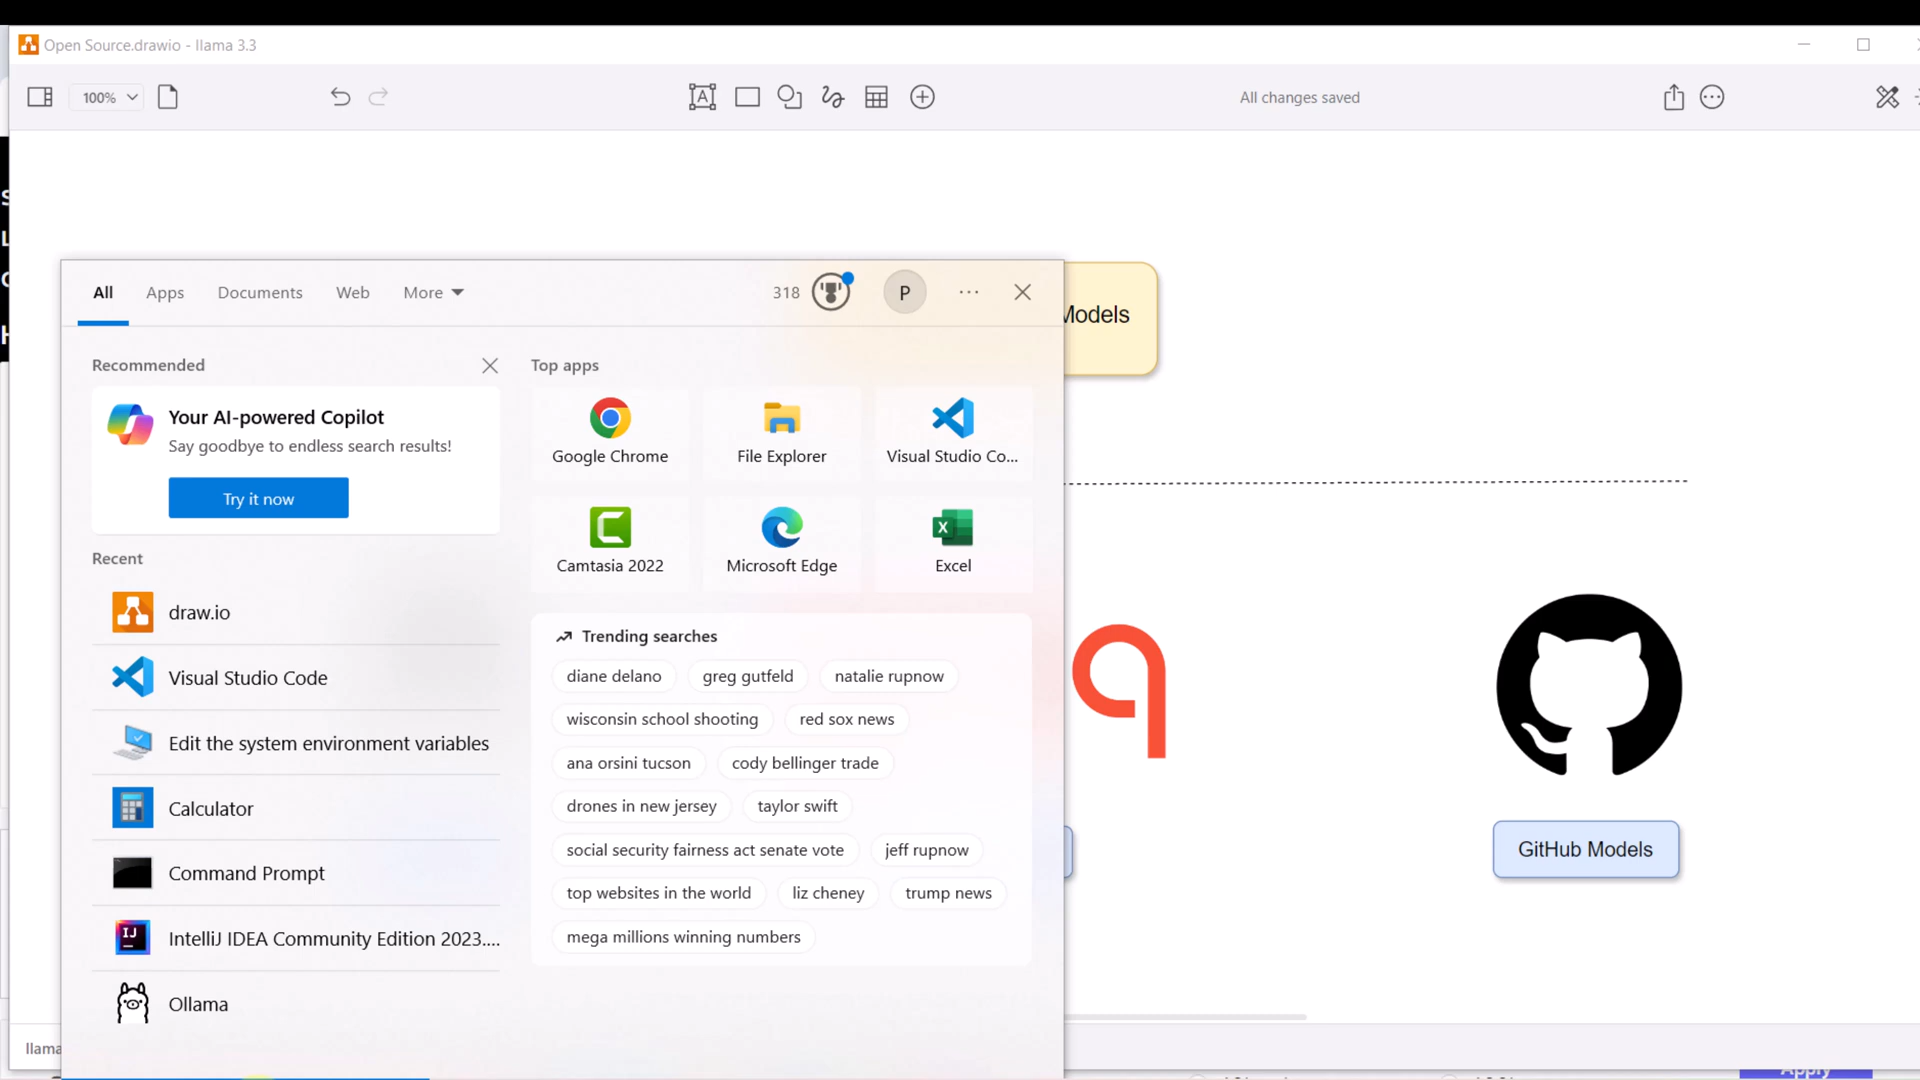 Open Source.drawio - llama 3.3
100%
All changes saved
All
Apps
Documents
Web
More
318
P
Models
Recommended
Your AI-powered Copilot
Say goodbye to endless search results!
Try it now
Top apps
Google Chrome
File Explorer
Visual Studio Co...
Camtasia 2022
Microsoft Edge
Excel
Recent
draw.io
Visual Studio Code
Edit the system environment variables
Calculator
Command Prompt
IntelliJ IDEA Community Edition 2023....
Ollama
Trending searches
diane delano
greg gutfeld
natalie rupnow
wisconsin school shooting
red sox news
ana orsini tucson
cody bellinger trade
drones in new jersey
taylor swift
social security fairness act senate vote
jeff rupnow
top websites in the world
liz cheney
trump news
mega millions winning numbers
GitHub Models
llama
Apply